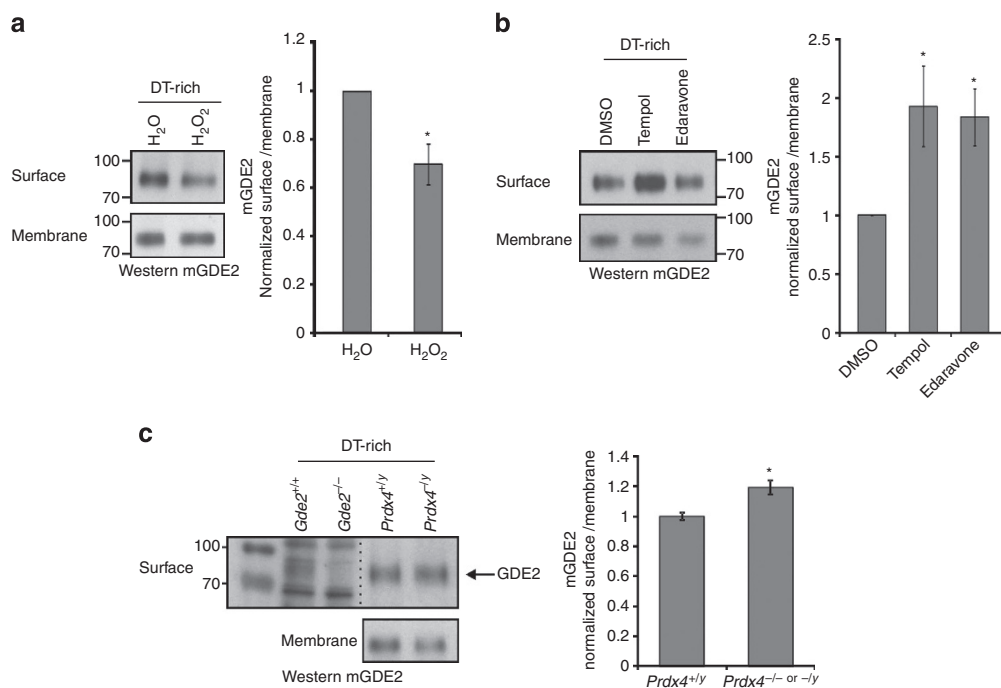 a
DT-rich
H2O
H2O2
100
70
Surface
100
70
Membrane
Western mGDE2
mGDE2
Normalized surface /membrane
1.2
1
0.8
0.6
0.4
0.2
0
*
H2O
H2O2
b
DT-rich
DMSO
Tempol
Edaravone
Surface
100
70
Membrane
100
70
Western mGDE2
mGDE2
normalized surface /membrane
2.5
2
1.5
1
0.5
0
*
*
DMSO
Tempol
Edaravone
c
DT-rich
Gde2+/+
Gde2−/−
Prdx4+/y
Prdx4−/y
100
70
Surface
GDE2
Membrane
Western mGDE2
mGDE2
normalized surface /membrane
1.4
1.2
1
0.8
0.6
0.4
0.2
0
*
Prdx4+/y
Prdx4−/− or −/y